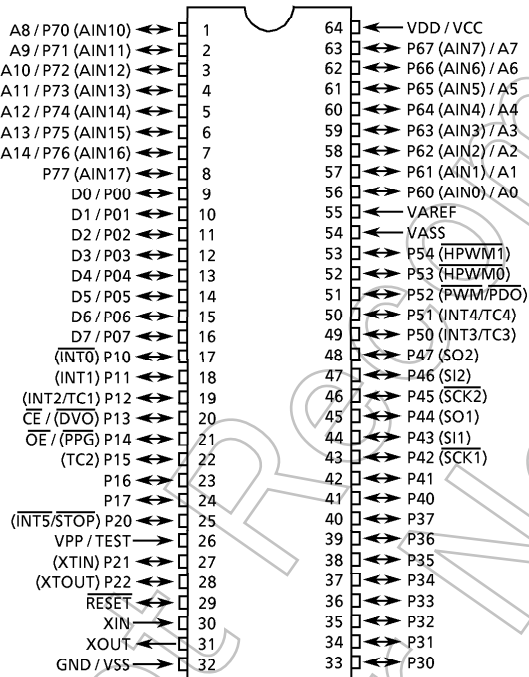 A8 / P70 (AIN10) 1 64 VDD / VCC
A9 / P71 (AIN11) 2 63 P67 (AIN7) / A7
A10 / P72 (AIN12) 3 62 P66 (AIN6) / A6
A11 / P73 (AIN13) 4 61 P65 (AIN5) / A5
A12 / P74 (AIN14) 5 60 P64 (AIN4) / A4
A13 / P75 (AIN15) 6 59 P63 (AIN3) / A3
A14 / P76 (AIN16) 7 58 P62 (AIN2) / A2
P77 (AIN17) 8 57 P61 (AIN1) / A1
D0 / P00 9 56 P60 (AIN0) / A0
D1 / P01 10 55 VAREF
D2 / P02 11 54 VASS
D3 / P03 12 53 P54 (HPWM1)
D4 / P04 13 52 P53 (HPWM0)
D5 / P05 14 51 P52 (PWM/PDO)
D6 / P06 15 50 P51 (INT4/TC4)
D7 / P07 16 49 P50 (INT3/TC3)
(INT0) P10 17 48 P47 (SO2)
(INT1) P11 18 47 P46 (SI2)
(INT2/TC1) P12 19 46 P45 (SCK2)
CE / (DVO) P13 20 45 P44 (SO1)
OE / (PPG) P14 21 44 P43 (SI1)
(TC2) P15 22 43 P42 (SCK1)
P16 23 42 P41
P17 24 41 P40
(INT5/STOP) P20 25 40 P37
VPP / TEST 26 39 P36
(XTIN) P21 27 38 P35
(XTOUT) P22 28 37 P34
RESET 29 36 P33
XIN 30 35 P32
XOUT 31 34 P31
GND / VSS 32 33 P30